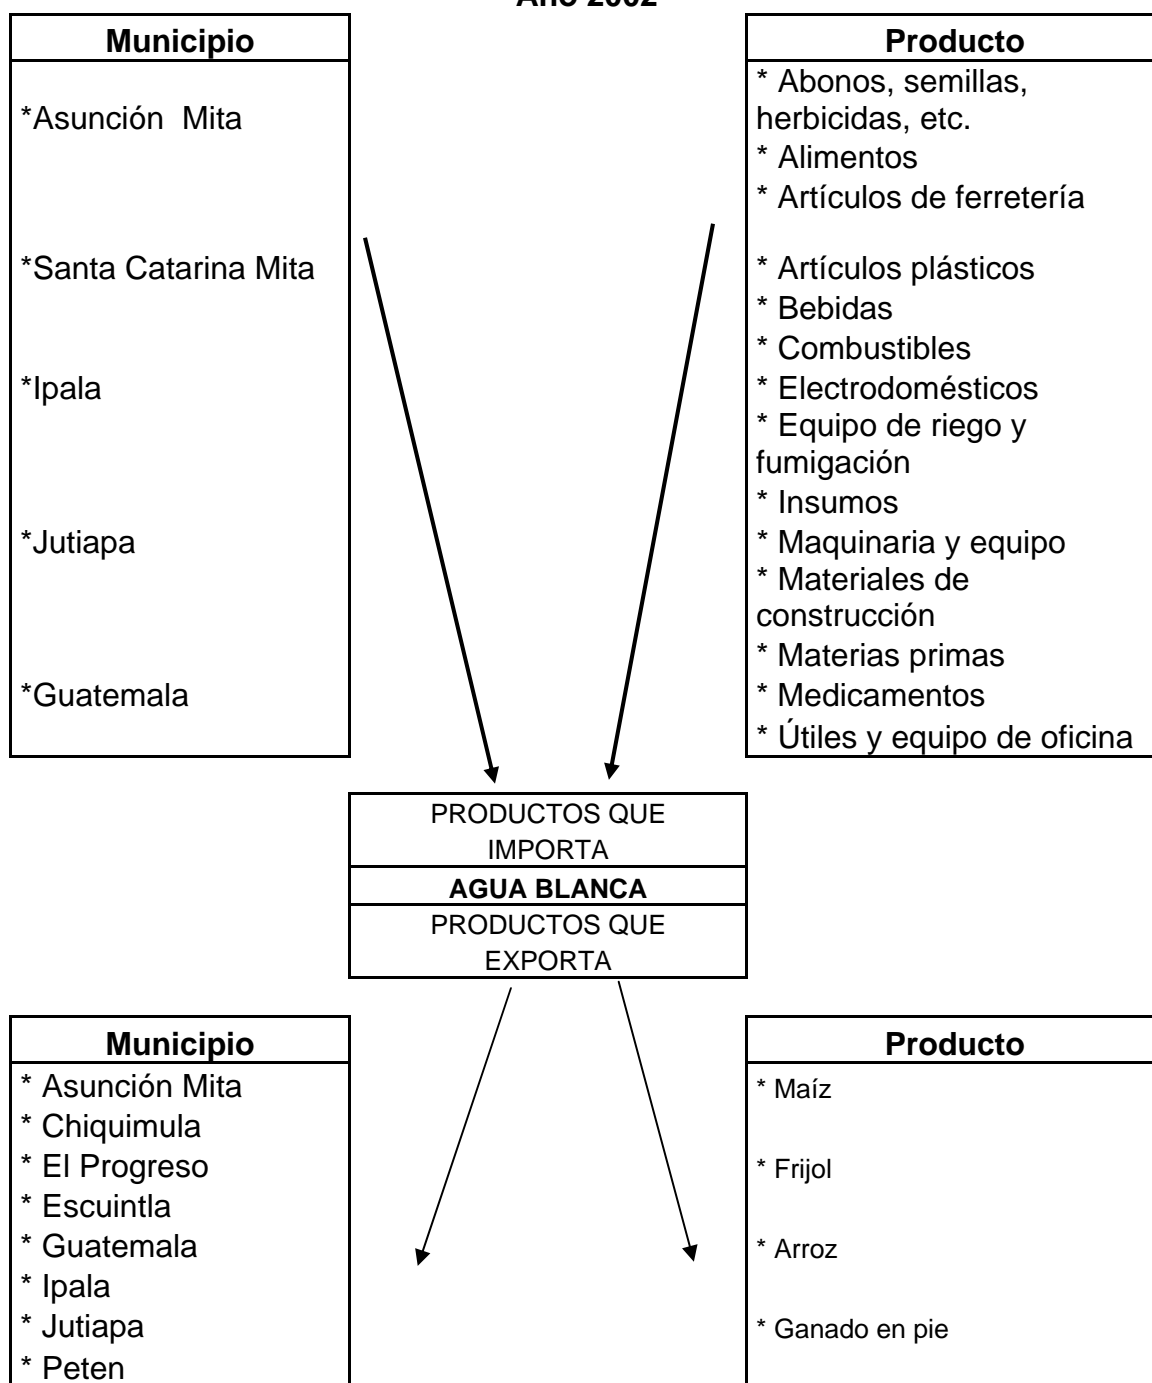 Año 2002
Municipio
*Asunción Mita
*Santa Catarina Mita
*Ipala
*Jutiapa
*Guatemala
Producto
* Abonos, semillas,
herbicidas, etc.
* Alimentos
* Artículos de ferretería
* Artículos plásticos
* Bebidas
* Combustibles
* Electrodomésticos
* Equipo de riego y
fumigación
* Insumos
* Maquinaria y equipo
* Materiales de
construcción
* Materias primas
* Medicamentos
* Útiles y equipo de oficina
PRODUCTOS QUE
IMPORTA
AGUA BLANCA
PRODUCTOS QUE
EXPORTA
Municipio
* Asunción Mita
* Chiquimula
* El Progreso
* Escuintla
* Guatemala
* Ipala
* Jutiapa
* Peten
Producto
* Maíz
* Frijol
* Arroz
* Ganado en pie